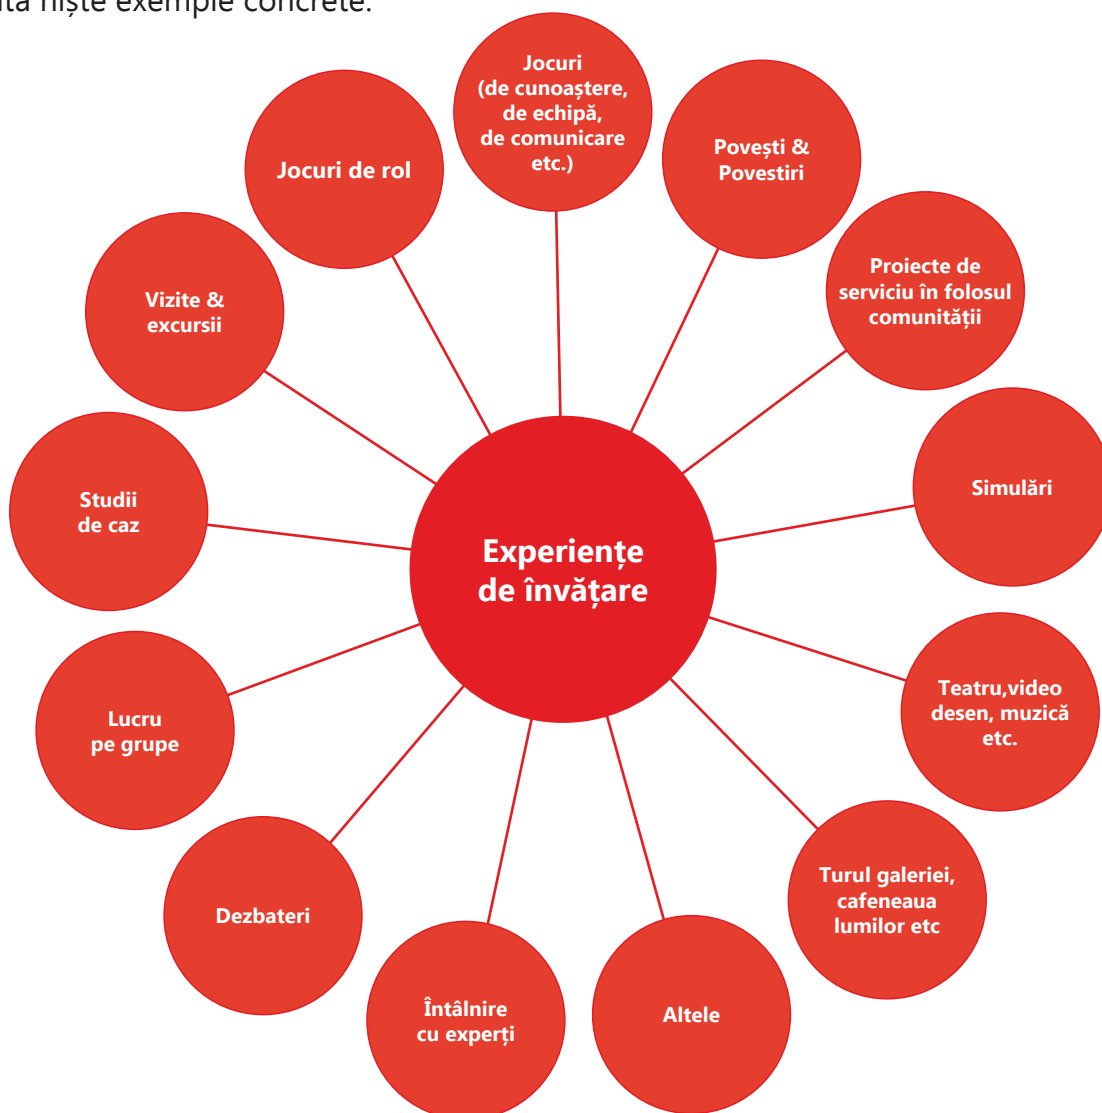 niște exemple concrete.
Jocuri
(de cunoaștere,
de echipă,
de comunicare
etc.)
Povești &
Povestiri
Proiecte de
serviciu în folosul
comunității
Simulări
Teatru,video
desen, muzică
etc.
Turul galeriei,
cafeneaua
lumilor etc
Altele
Întâlnire
cu experți
Dezbateri
Lucru
pe grupe
Studii
de caz
Vizite &
excursii
Jocuri de rol
Experiențe
de învățare